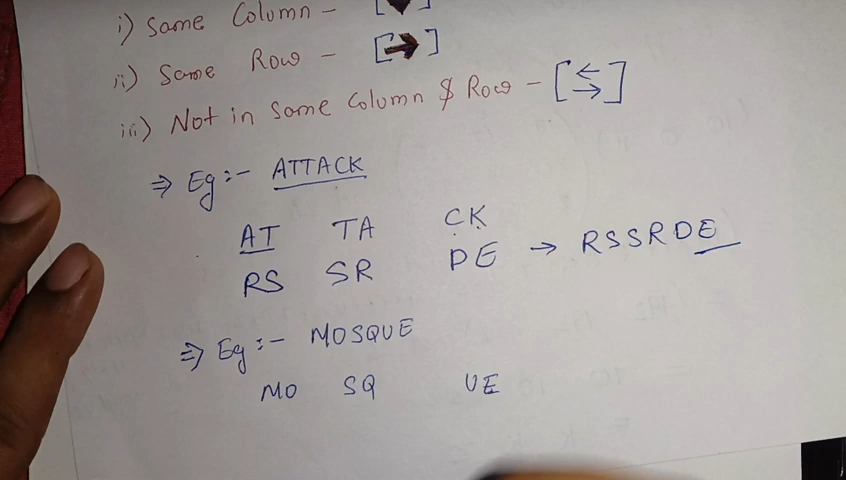 i) Same Column - [↓]
ii) Same Row - [→]
iii) Not in Same Column & Row - [⇆]
⇒ Eg:- ATTACK
AT TA CK
RS SR DE → RSSRDE
⇒ Eg:- MOSQUE
MO SQ UE